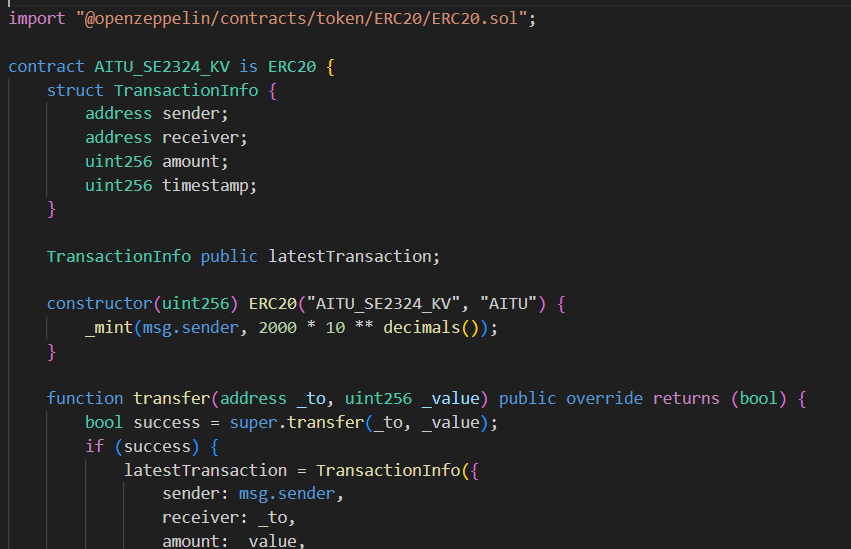 import "@openzeppelin/contracts/token/ERC20/ERC20.sol";
contract AITU_SE2324_KV is ERC20 {
struct TransactionInfo {
address sender;
address receiver;
uint256 amount;
uint256 timestamp;
}
TransactionInfo public latestTransaction;
constructor(uint256) ERC20("AITU_SE2324_KV", "AITU") {
_mint(msg.sender, 2000 * 10 ** decimals());
}
function transfer(address _to, uint256 _value) public override returns (bool) {
bool success = super.transfer(_to, _value);
if (success) {
latestTransaction = TransactionInfo({
sender: msg.sender,
receiver: _to,
amount: _value,